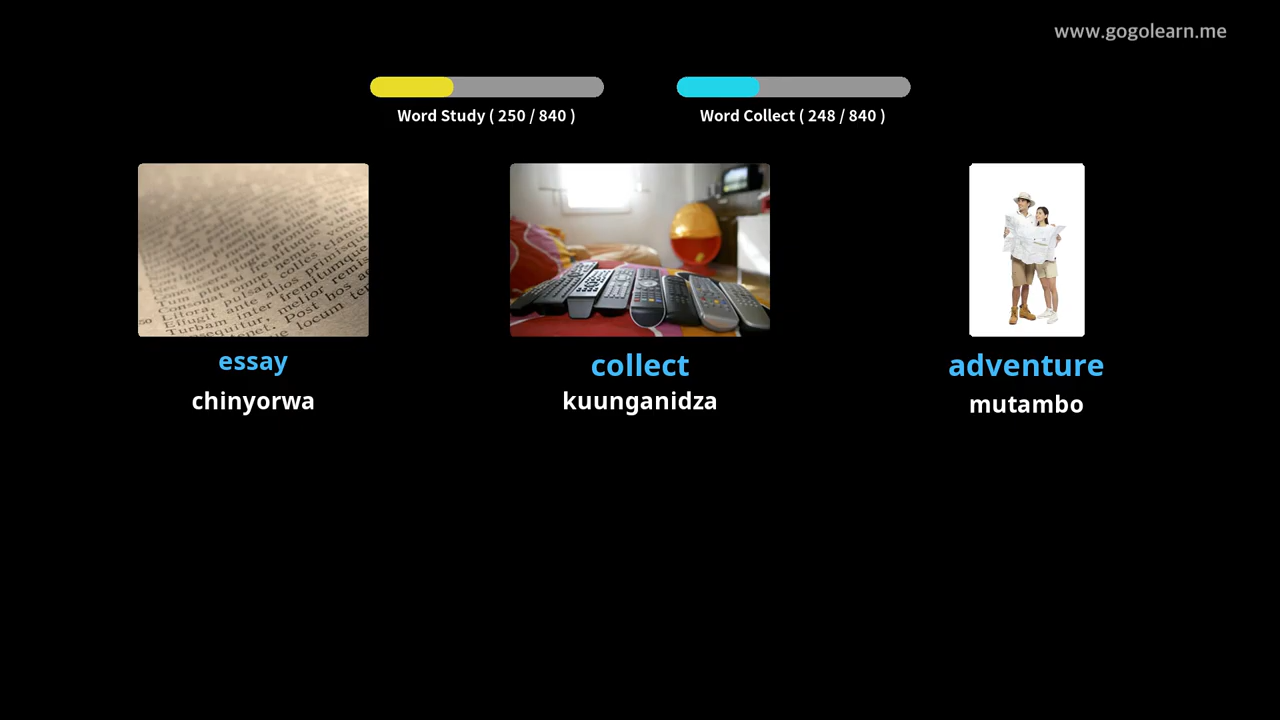 www.gogolearn.me
Word Study ( 250 / 840 )
Word Collect ( 248 / 840 )
essay
collect
adventure
chinyorwa
kuunganidza
mutambo